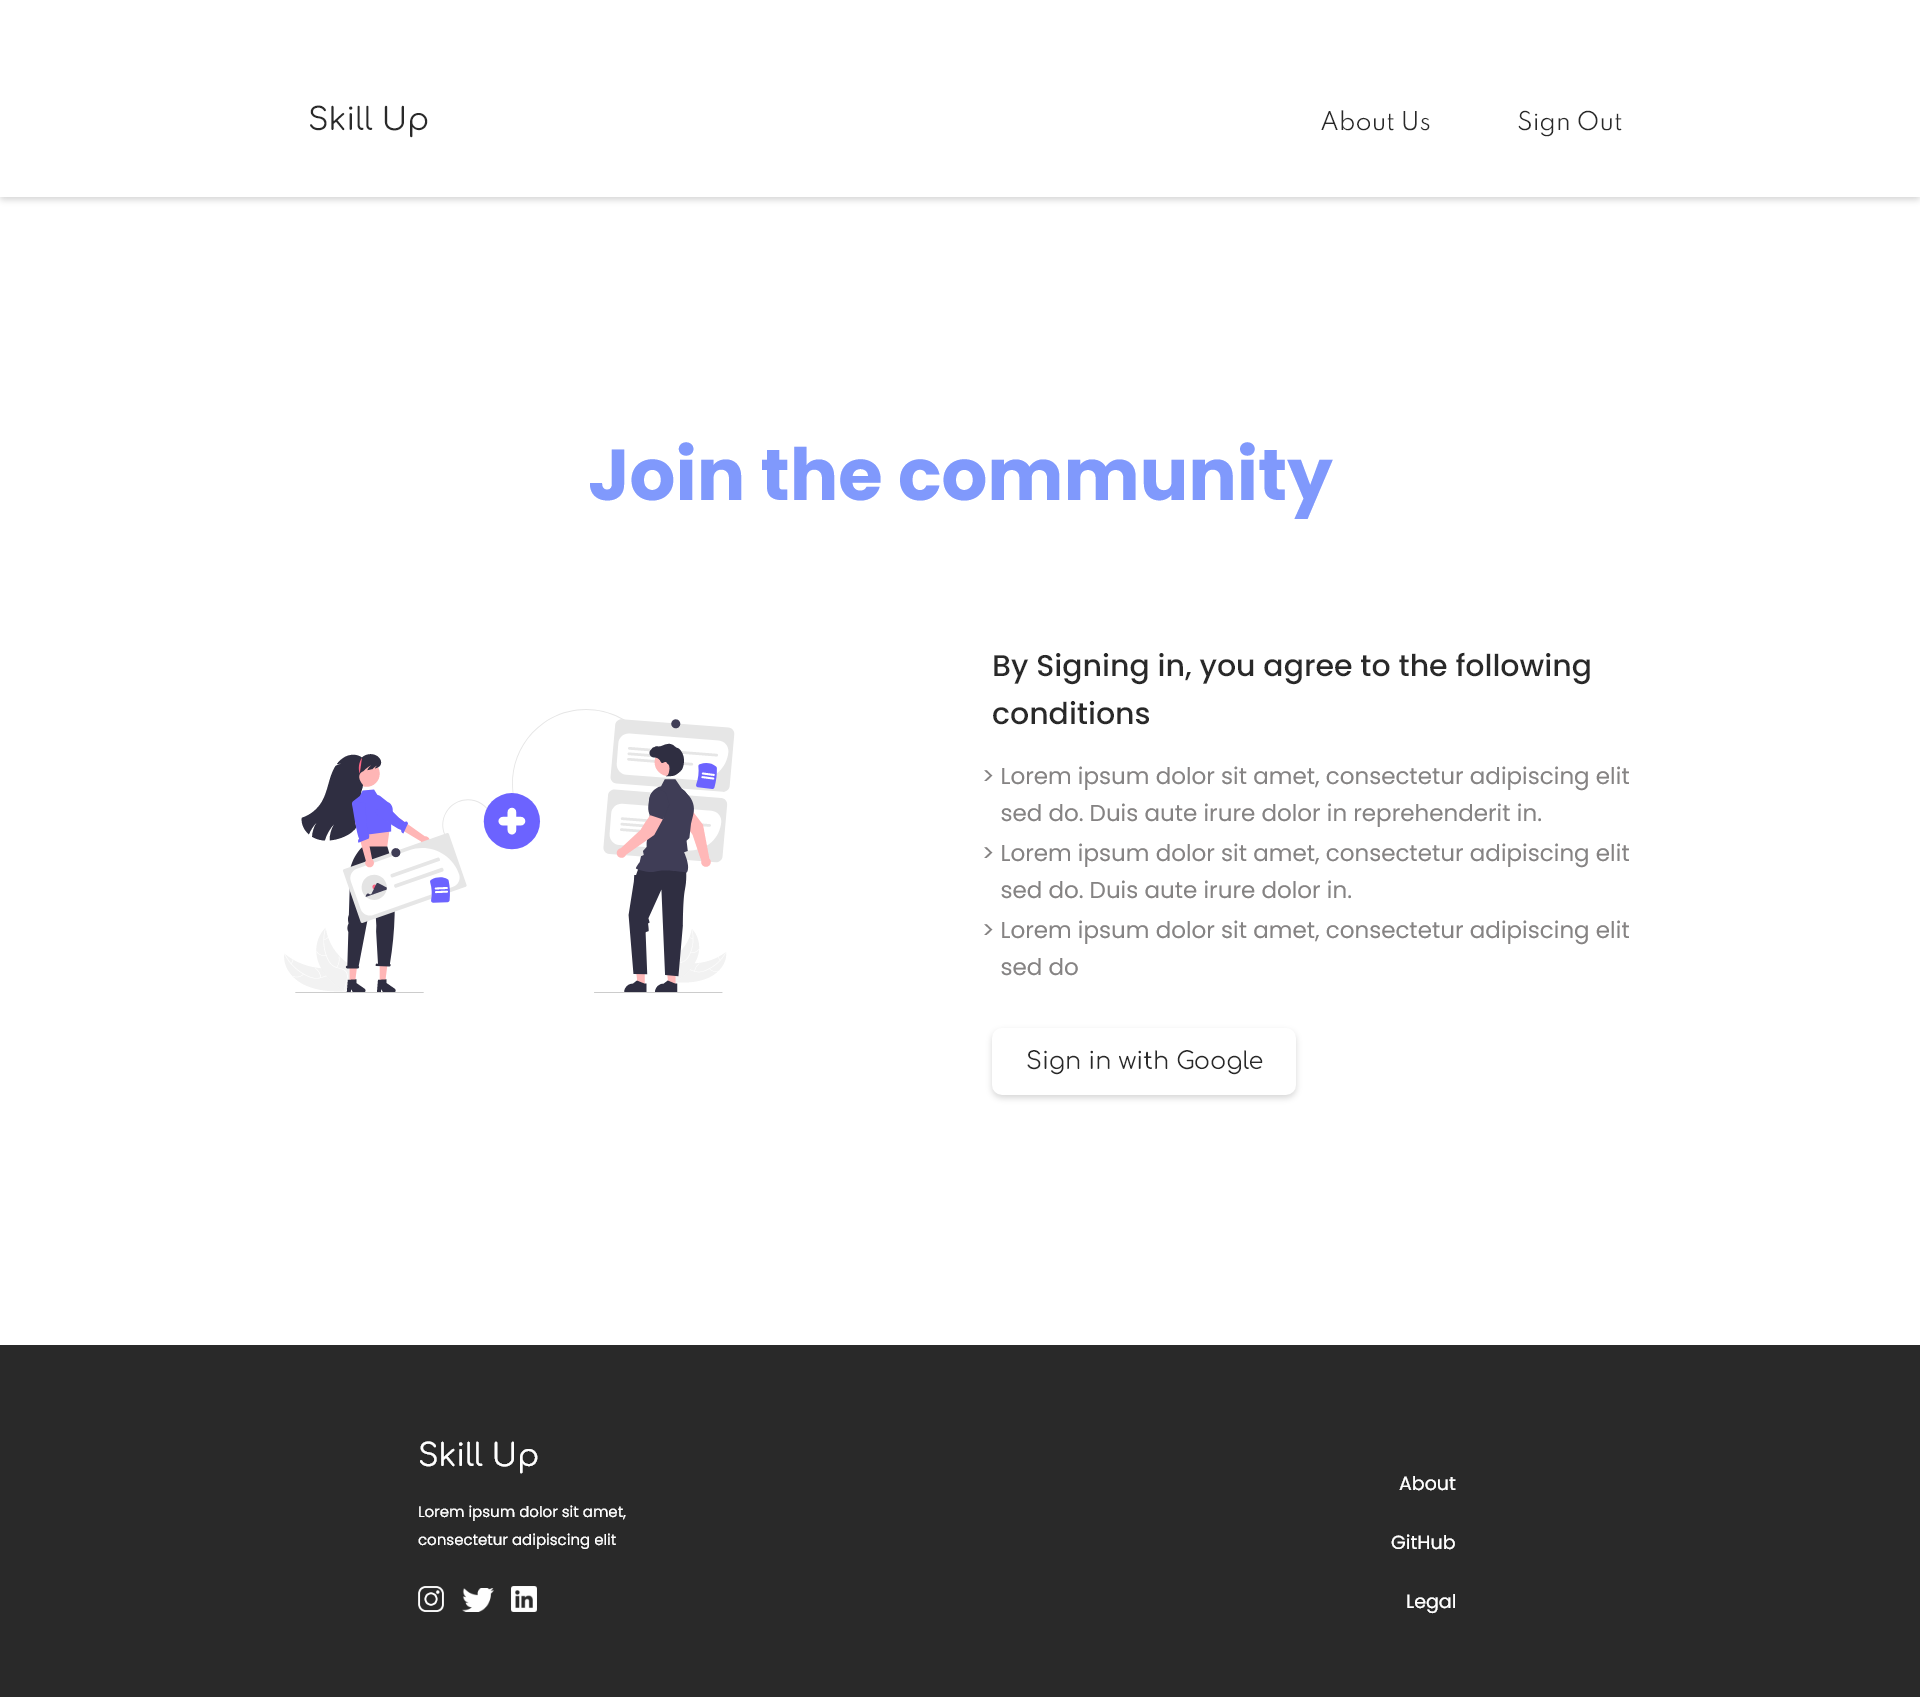 Skill Up
About Us
Sign Out
Join the community
By Signing in, you agree to the following
conditions
> Lorem ipsum dolor sit amet, consectetur adipiscing elit
sed do. Duis aute irure dolor in reprehenderit in.
> Lorem ipsum dolor sit amet, consectetur adipiscing elit
sed do. Duis aute irure dolor in.
> Lorem ipsum dolor sit amet, consectetur adipiscing elit
sed do
Sign in with Google
Skill Up
Lorem ipsum dolor sit amet,
consectetur adipiscing elit
in
About
GitHub
Legal